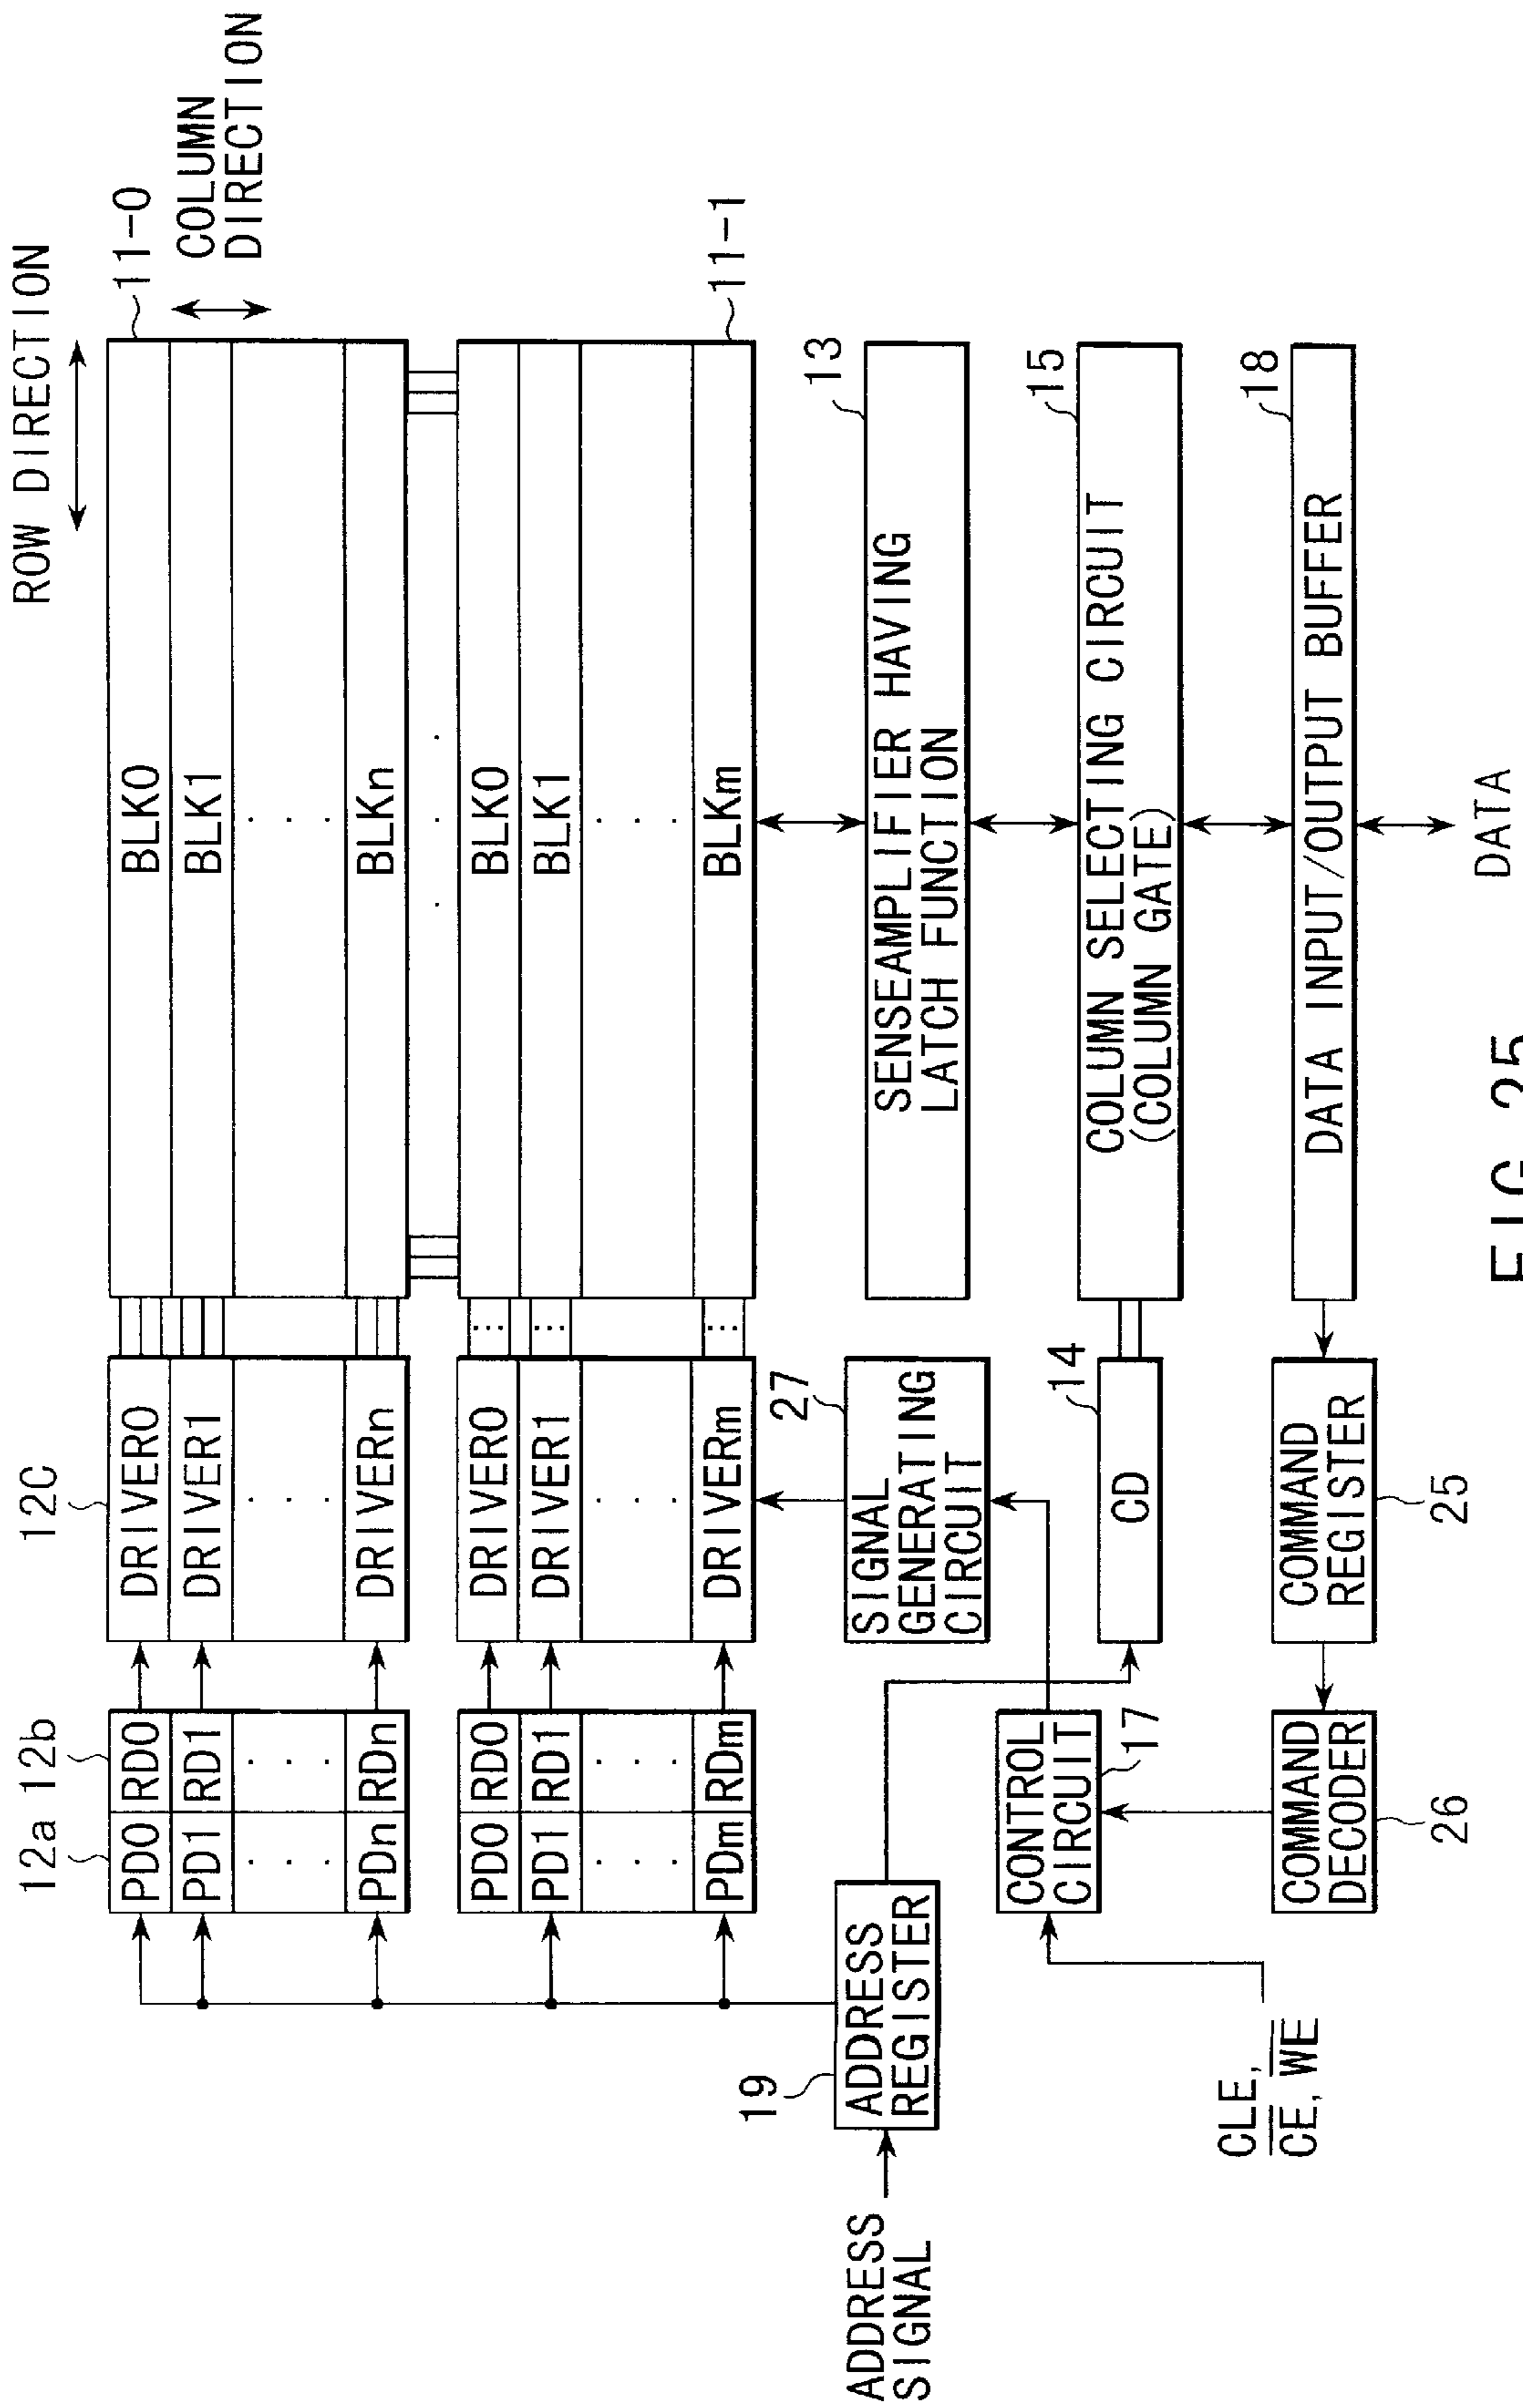 ROW DIRECTION
COLUMN
DIRECTION
11-0
12a
12b
12C
PD0
RD0
DRIVER0
BLK0
PD1
RD1
DRIVER1
BLK1
PDn
RDn
DRIVERn
BLKn
PD0
RD0
DRIVER0
BLK0
PD1
RD1
DRIVER1
BLK1
PDm
RDm
DRIVERm
BLKm
11-1
19
ADDRESS
REGISTER
ADDRESS
SIGNAL
27
SIGNAL
GENERATING
CIRCUIT
13
SENSEAMPLIFIER HAVING
LATCH FUNCTION
CONTROL
CIRCUIT
17
14
CD
15
COLUMN SELECTING CIRCUIT
(COLUMN GATE)
CLE,
CE, WE
COMMAND
DECODER
26
COMMAND
REGISTER
25
18
DATA INPUT/OUTPUT BUFFER
DATA
FIG. 25